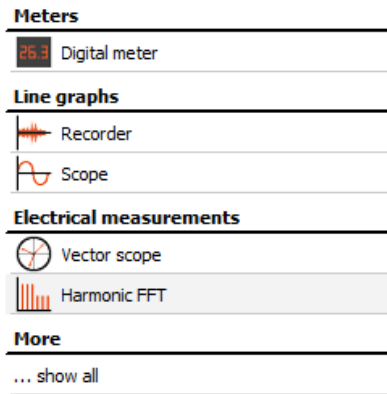 Meters
26.3 Digital meter
Line graphs
Recorder
Scope
Electrical measurements
Vector scope
Harmonic FFT
More
... show all